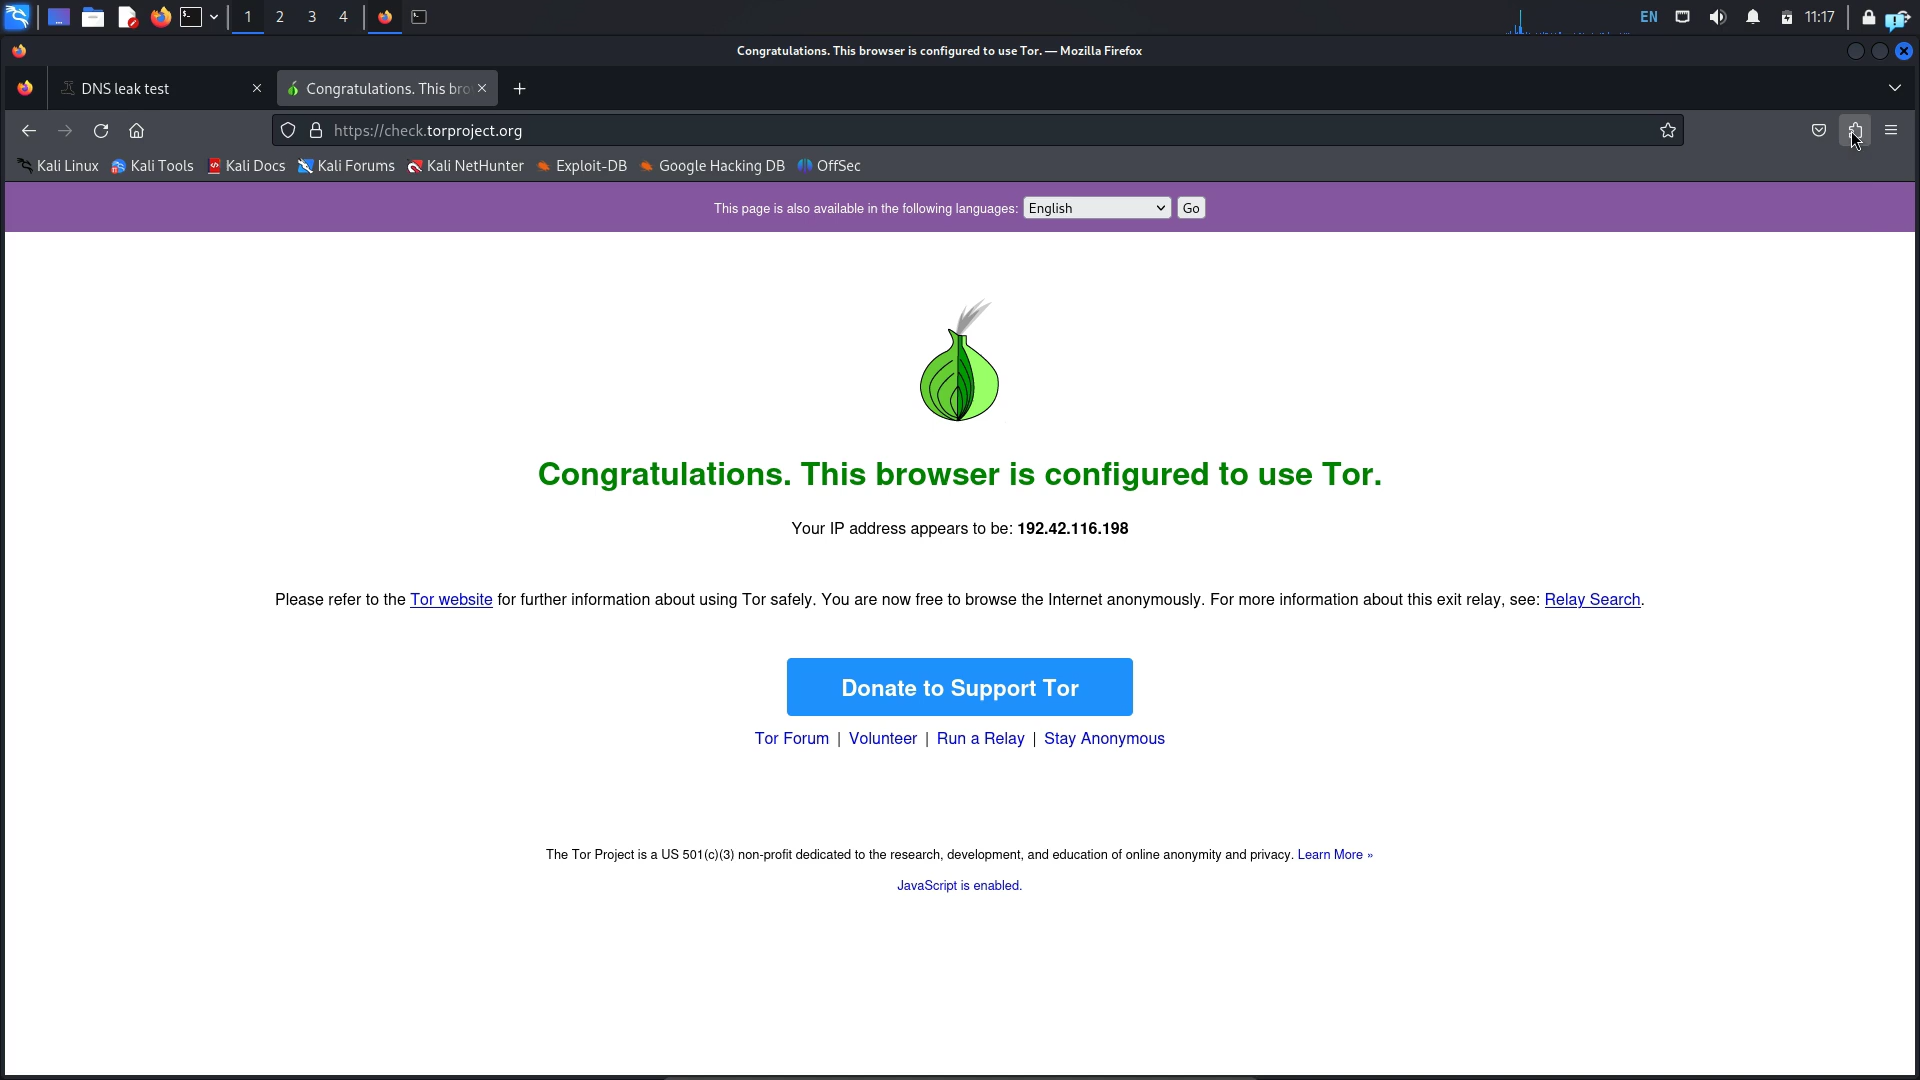 1 2 3 4
EN 11:17
Congratulations. This browser is configured to use Tor. — Mozilla Firefox
DNS leak test
Congratulations. This bro
https://check.torproject.org
Kali Linux Kali Tools Kali Docs Kali Forums Kali NetHunter Exploit-DB Google Hacking DB OffSec
This page is also available in the following languages: English Go
Congratulations. This browser is configured to use Tor.
Your IP address appears to be: 192.42.116.198
Please refer to the Tor website for further information about using Tor safely. You are now free to browse the Internet anonymously. For more information about this exit relay, see: Relay Search.
Donate to Support Tor
Tor Forum | Volunteer | Run a Relay | Stay Anonymous
The Tor Project is a US 501(c)(3) non-profit dedicated to the research, development, and education of online anonymity and privacy. Learn More »
JavaScript is enabled.